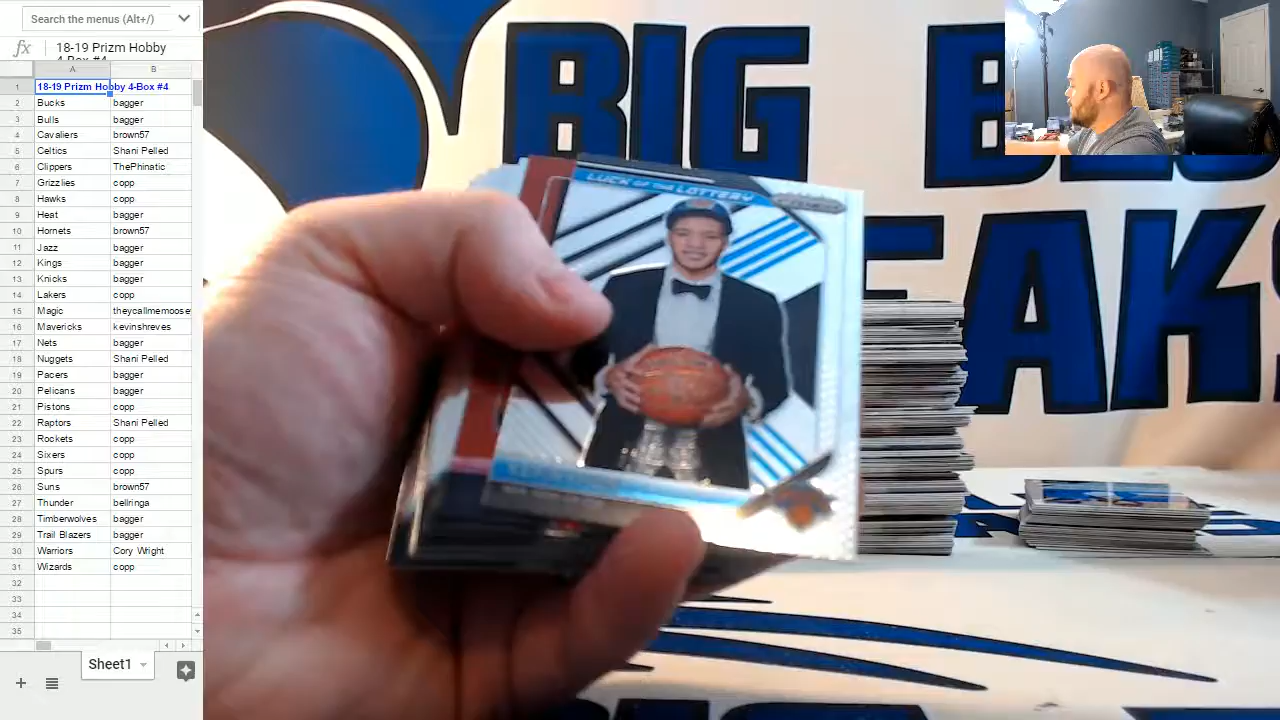 Search the menus (Alt+/)
fx
18-19 Prizm Hobby
4-Box #4
A B
1 18-19 Prizm Hobby 4-Box #4
2 Bucks bagger
3 Bulls bagger
4 Cavaliers brown57
5 Celtics Shani Pelled
6 Clippers ThePhinatic
7 Grizzlies copp
8 Hawks copp
9 Heat bagger
10 Hornets brown57
11 Jazz bagger
12 Kings bagger
13 Knicks bagger
14 Lakers copp
15 Magic theycallmantooso
16 Mavericks kevinshreves
17 Nets bagger
18 Nuggets Shani Pelled
19 Pacers bagger
20 Pelicans bagger
21 Pistons copp
22 Raptors Shani Pelled
23 Rockets copp
24 Sixers copp
25 Spurs copp
26 Suns brown57
27 Thunder bellringa
28 Timberwolves bagger
29 Trail Blazers bagger
30 Warriors Cory Wright
31 Wizards copp
32
33
34
35
Sheet1
BIG BL
EAK
LUCK OF THE LOTTERY